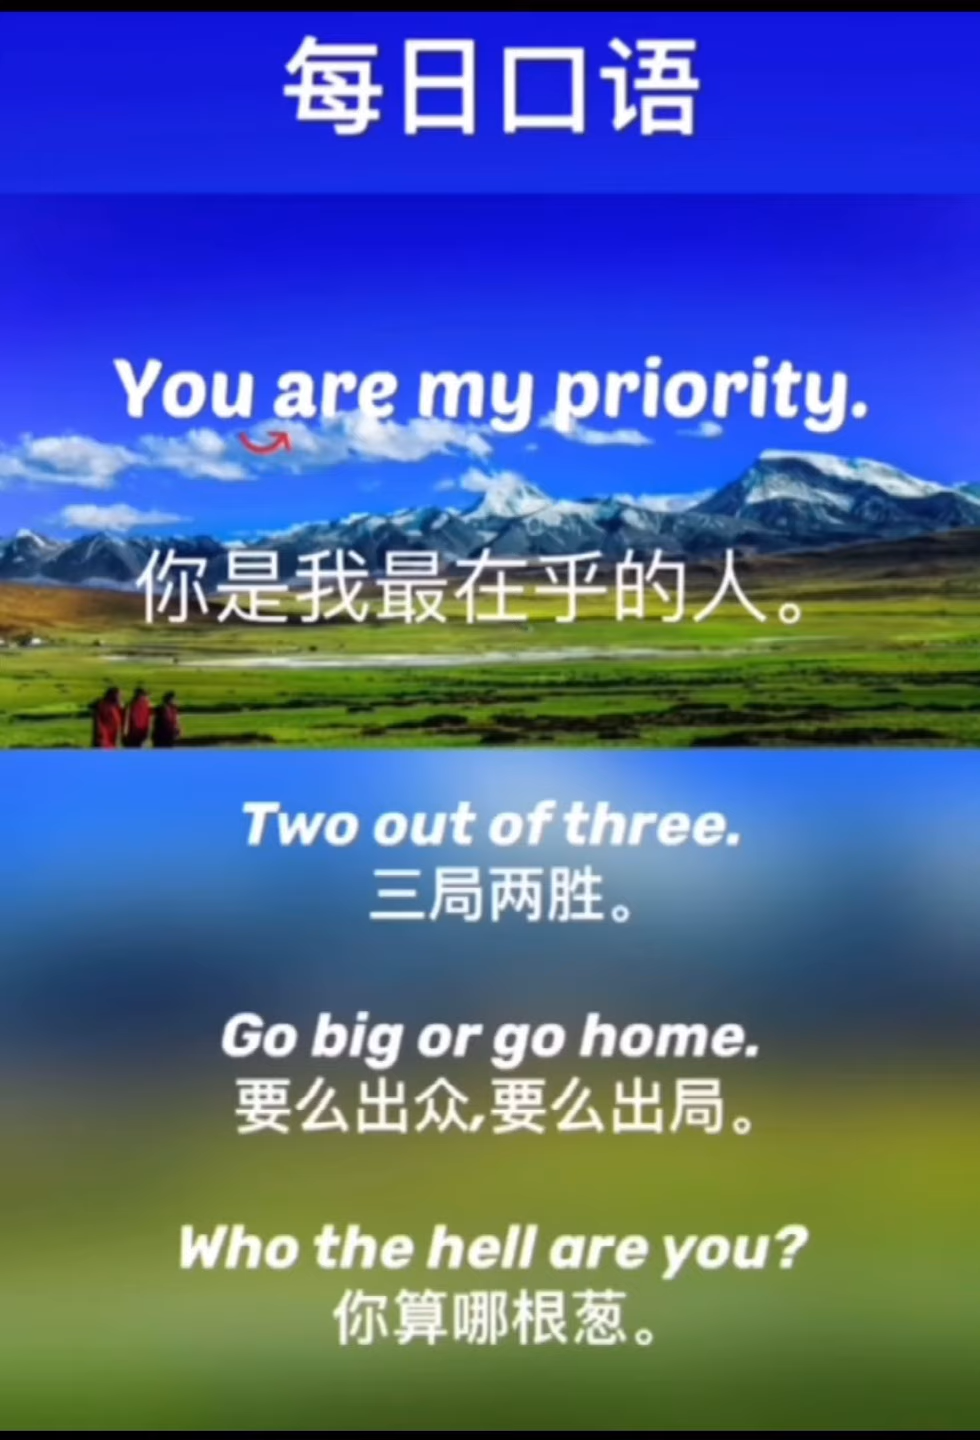 每日口语
You are my priority.
你是我最在乎的人。
Two out of three.
三局两胜。
Go big or go home.
要么出众,要么出局。
Who the hell are you?
你算哪根葱。